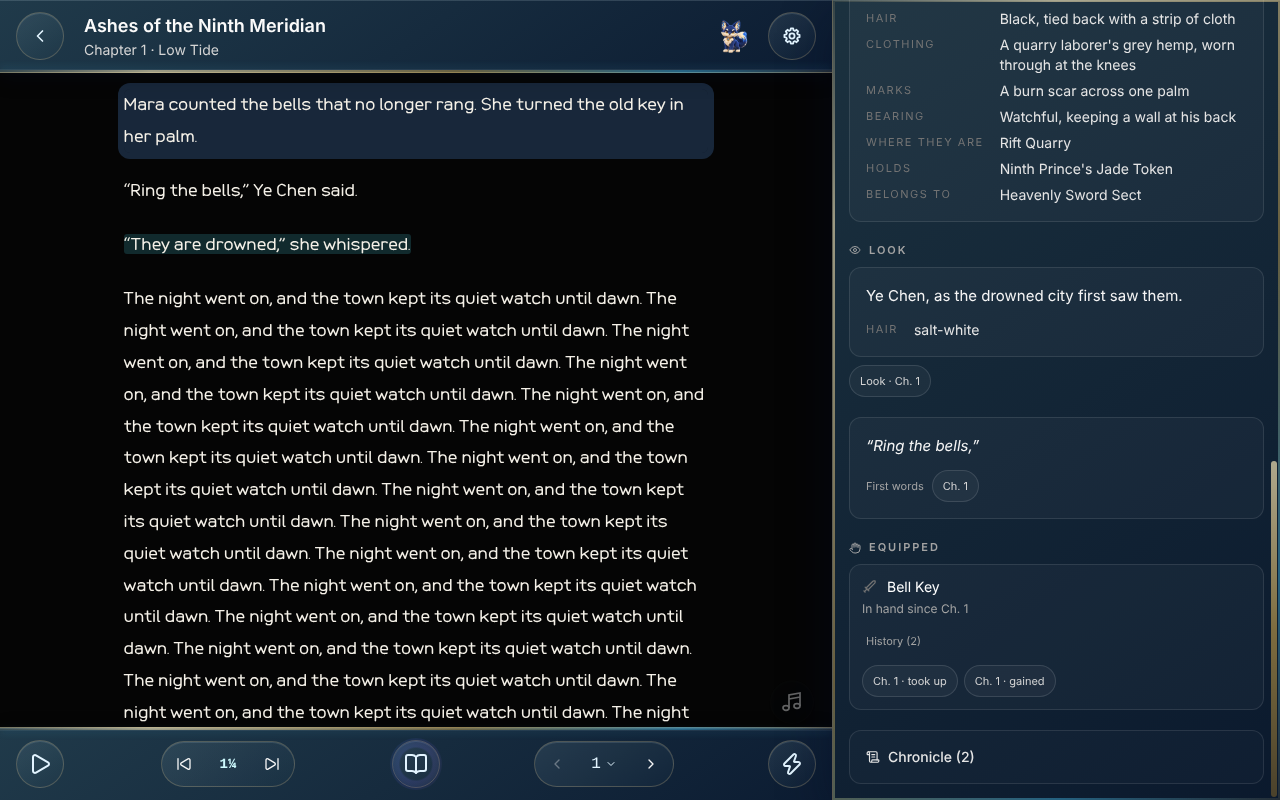 Ashes of the Ninth Meridian
Chapter 1 · Low Tide
Mara counted the bells that no longer rang. She turned the old key in
her palm.
“Ring the bells,” Ye Chen said.
“They are drowned,” she whispered.
The night went on, and the town kept its quiet watch until dawn. The
night went on, and the town kept its quiet watch until dawn. The night
went on, and the town kept its quiet watch until dawn. The night went
on, and the town kept its quiet watch until dawn. The night went on, and
the town kept its quiet watch until dawn. The night went on, and the
town kept its quiet watch until dawn. The night went on, and the town
kept its quiet watch until dawn. The night went on, and the town kept
its quiet watch until dawn. The night went on, and the town kept its
quiet watch until dawn. The night went on, and the town kept its quiet
watch until dawn. The night went on, and the town kept its quiet watch
until dawn. The night went on, and the town kept its quiet watch until
dawn. The night went on, and the town kept its quiet watch until dawn.
The night went on, and the town kept its quiet watch until dawn. The
night went on, and the town kept its quiet watch until dawn. The night
1¼
1
HAIR Black, tied back with a strip of cloth
CLOTHING A quarry laborer's grey hemp, worn
through at the knees
MARKS A burn scar across one palm
BEARING Watchful, keeping a wall at his back
WHERE THEY ARE Rift Quarry
HOLDS Ninth Prince's Jade Token
BELONGS TO Heavenly Sword Sect
LOOK
Ye Chen, as the drowned city first saw them.
HAIR salt-white
Look · Ch. 1
“Ring the bells,”
First words Ch. 1
EQUIPPED
Bell Key
In hand since Ch. 1
History (2)
Ch. 1 · took up Ch. 1 · gained
Chronicle (2)